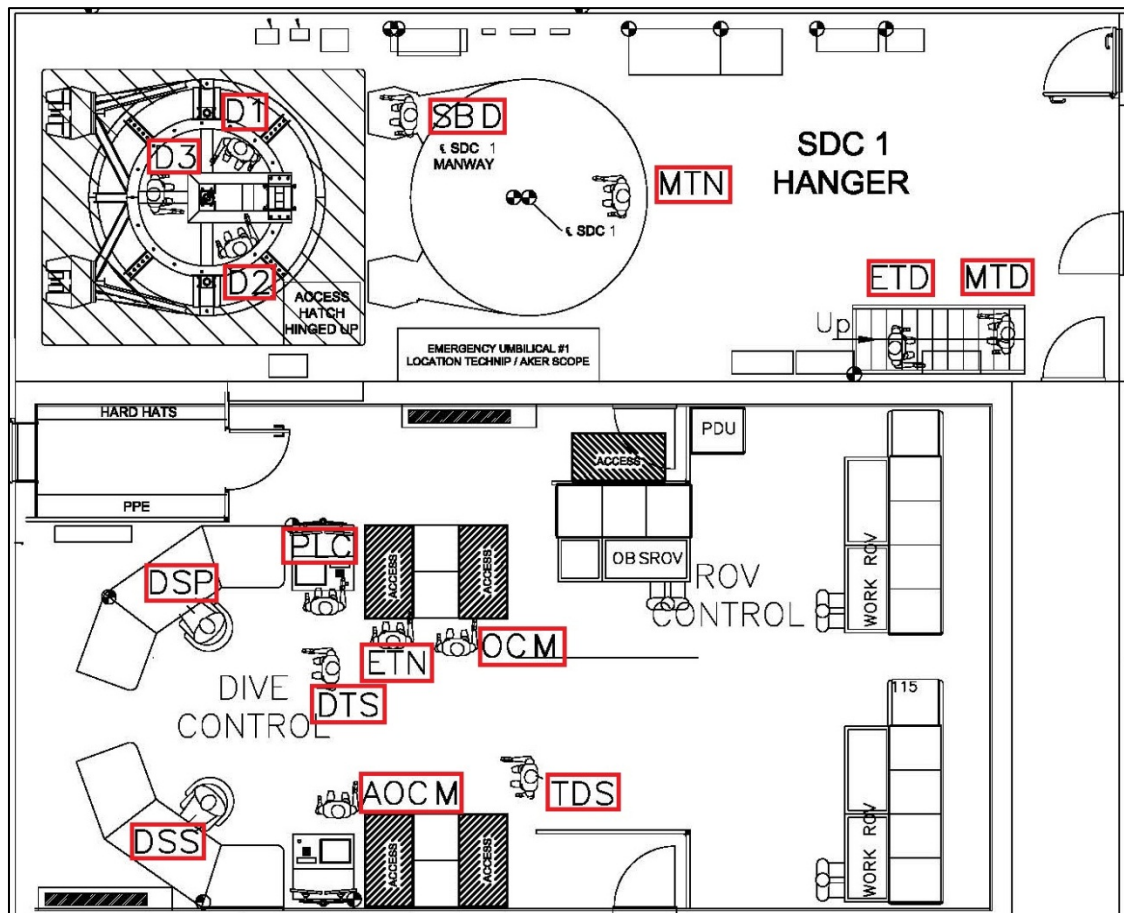 D1
D3
D2
ACCESS
HATCH
HINGED UP
SBD
℄ SDC 1
MANWAY
MTN
℄ SDC 1
SDC 1
HANGER
ETD
MTD
Up
EMERGENCY UMBILICAL #1
LOCATION TECHNIP / AKER SCOPE
HARD HATS
PPE
PDU
ACCESS
OBSROV
ROV
CONTROL
WORK ROV
PLC
DSP
ACCESS
ACCESS
ETN
OCM
DTS
DIVE
CONTROL
115
AOCM
TDS
DSS
ACCESS
ACCESS
WORK ROV